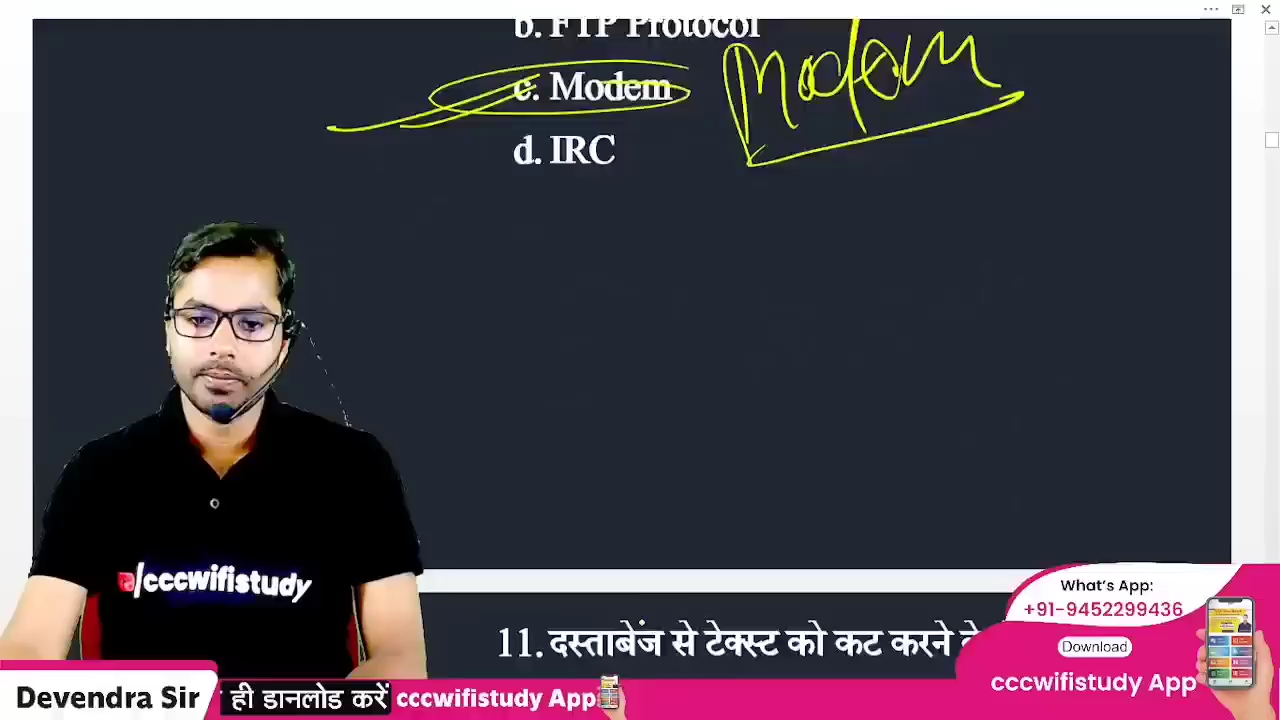 b. FTP Protocol
c. Modem
Modem
d. IRC
/cccwifistudy
What's App:
+91-9452299436
11. दस्ताबेंज से टेक्स्ट को कट करने
Download
cccwifistudy App
Devendra Sir
ही डानलोड करें cccwifistudy App